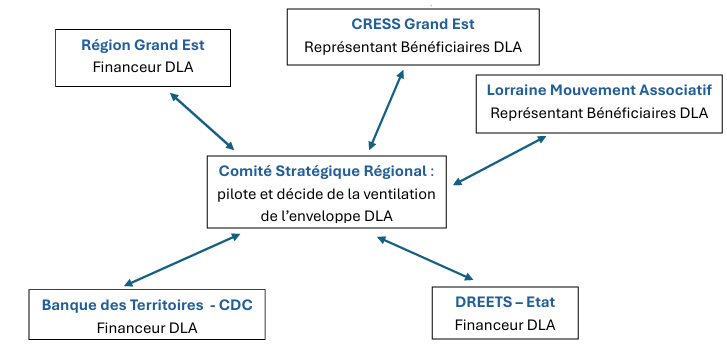 CRESS Grand Est
Représentant Bénéficiaires DLA
Région Grand Est
Financeur DLA
Lorraine Mouvement Associatif
Représentant Bénéficiaires DLA
Comité Stratégique Régional :
pilote et décide de la ventilation
de l’enveloppe DLA
Banque des Territoires - CDC
Financeur DLA
DREETS – Etat
Financeur DLA